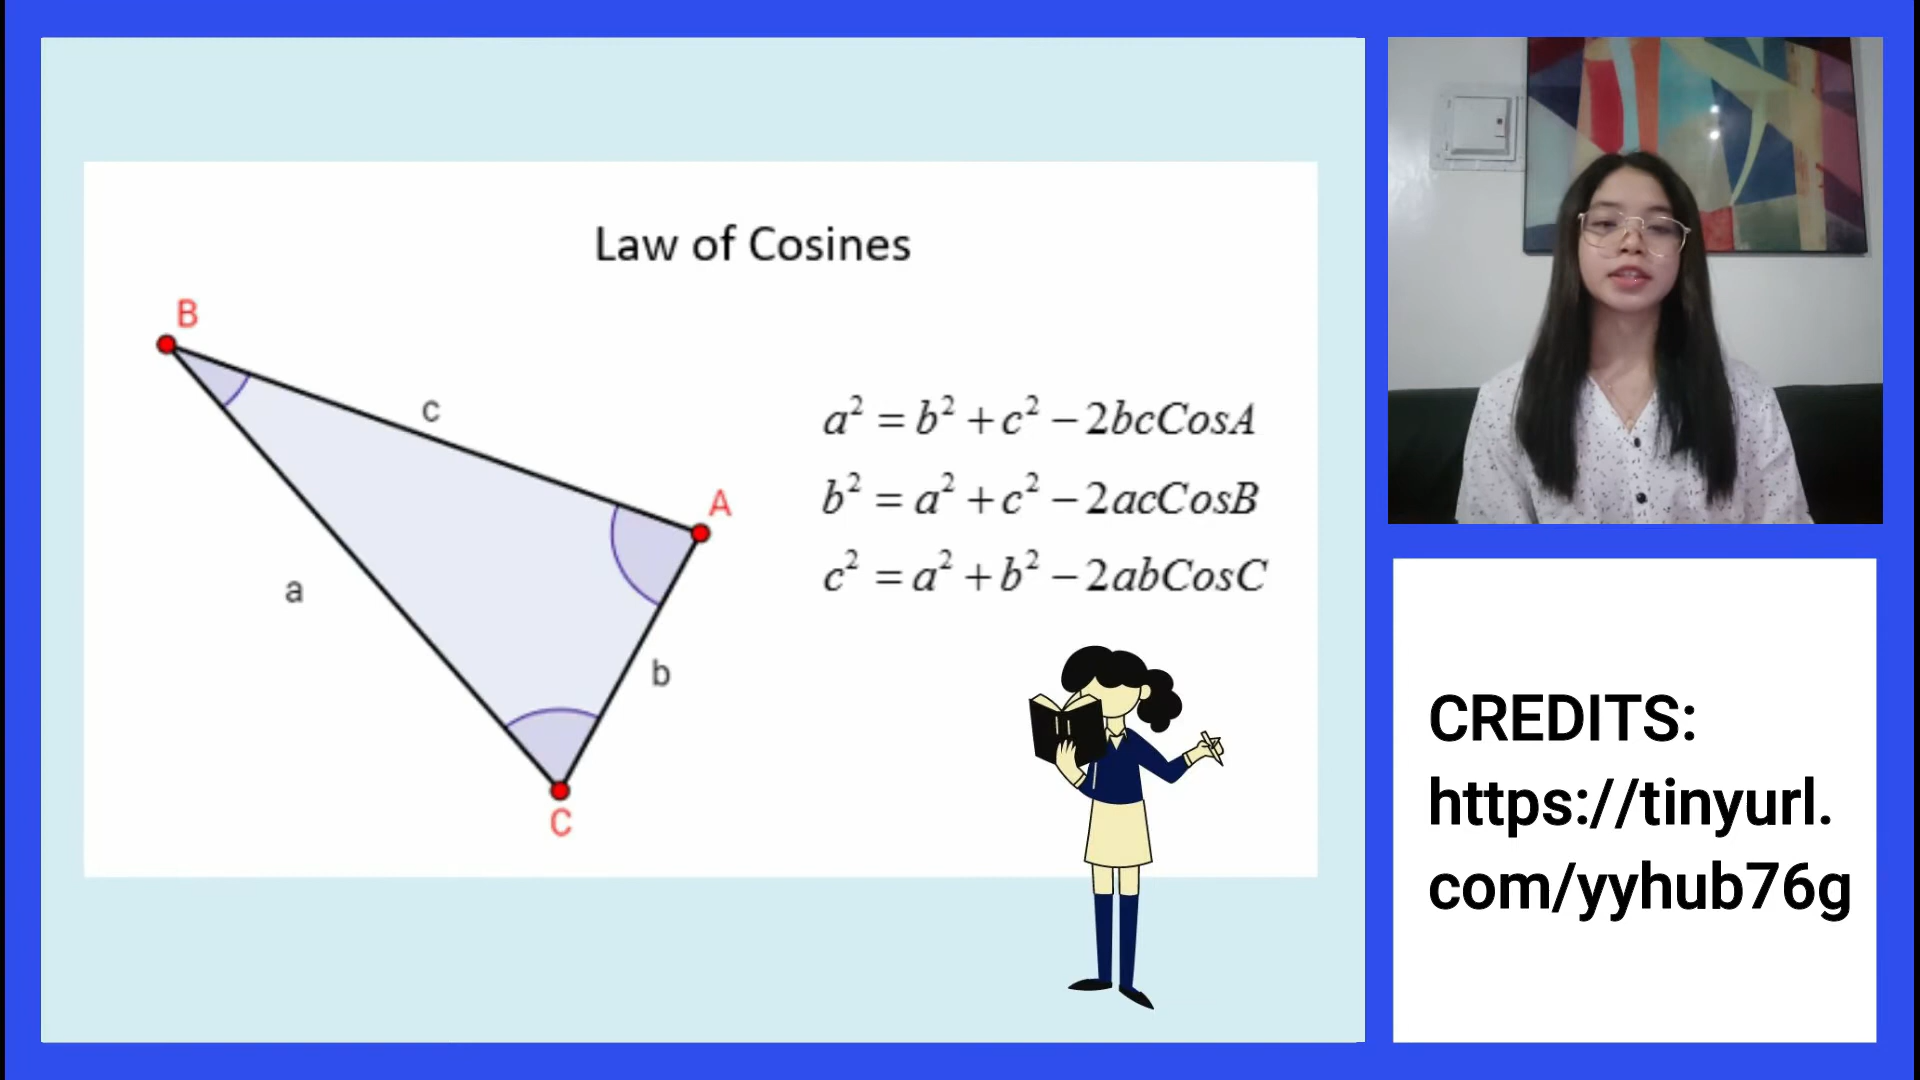 Law of Cosines
B
c
A
a
b
C
a² = b² + c² − 2bcCosA
b² = a² + c² − 2acCosB
c² = a² + b² − 2abCosC
CREDITS:
https://tinyurl.
com/yyhub76g